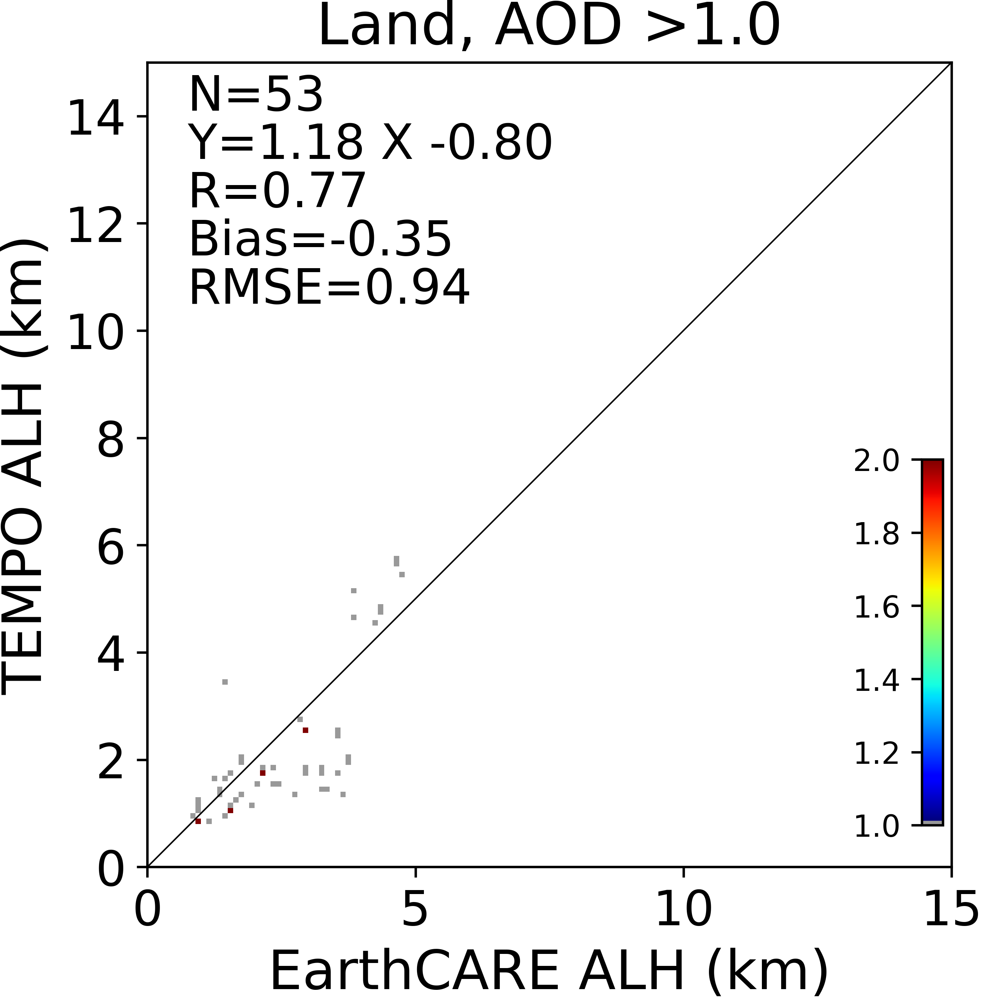 Land, AOD >1.0
N=53
Y=1.18 X -0.80
R=0.77
Bias=-0.35
RMSE=0.94
TEMPO ALH (km)
14
12
10
8
6
4
2
0
2.0
1.8
1.6
1.4
1.2
1.0
0
5
10
15
EarthCARE ALH (km)